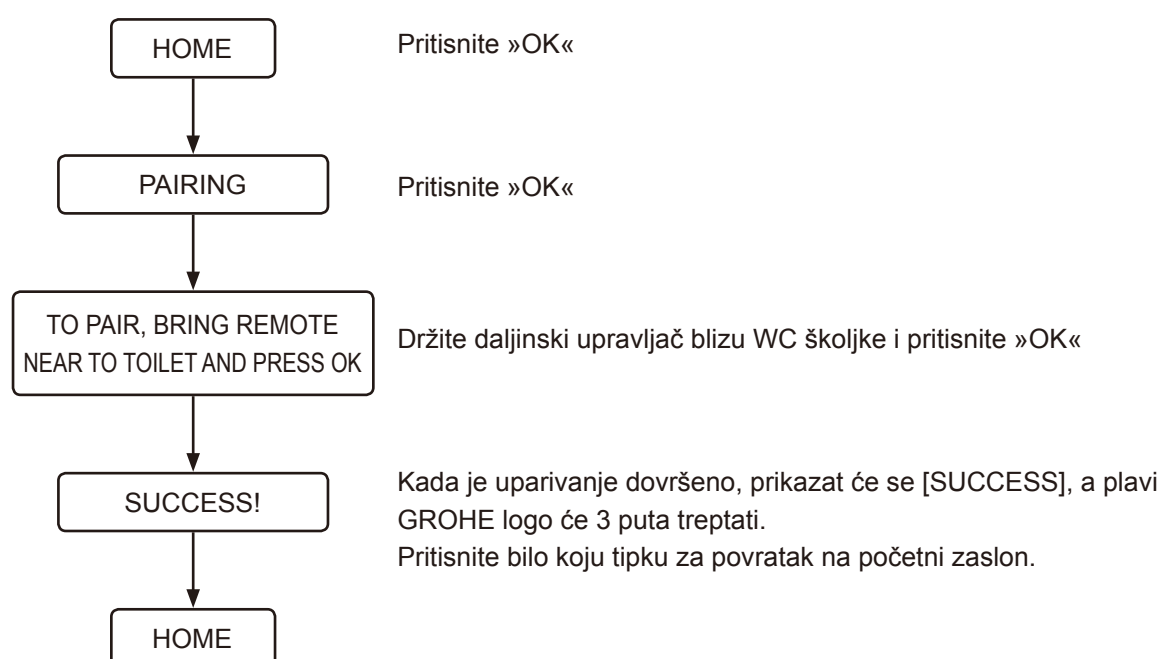 HOME
Pritisnite »OK«
PAIRING
Pritisnite »OK«
TO PAIR, BRING REMOTE
NEAR TO TOILET AND PRESS OK
Držite daljinski upravljač blizu WC školjke i pritisnite »OK«
SUCCESS!
Kada je uparivanje dovršeno, prikazat će se [SUCCESS], a plavi
GROHE logo će 3 puta treptati.
Pritisnite bilo koju tipku za povratak na početni zaslon.
HOME